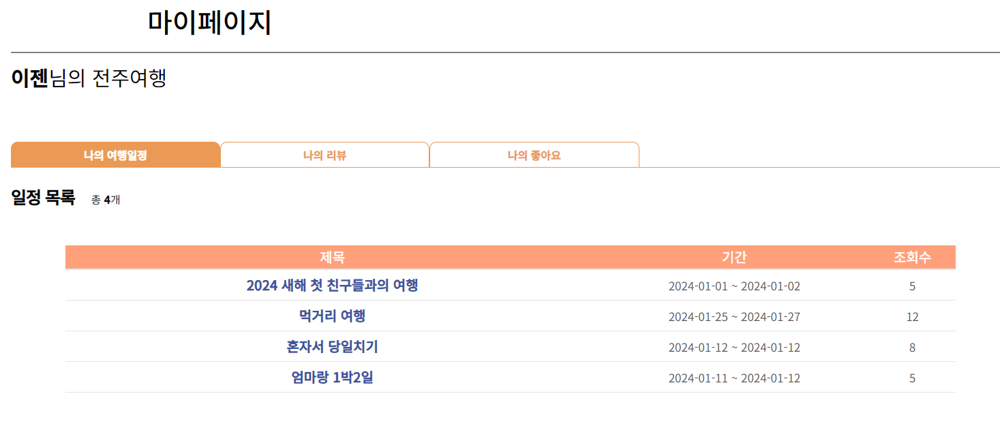 마이페이지
이젠님의 전주여행
나의 여행일정 나의 리뷰 나의 좋아요
일정 목록 총 4개
제목 기간 조회수
2024 새해 첫 친구들과의 여행 2024-01-01 ~ 2024-01-02 5
먹거리 여행 2024-01-25 ~ 2024-01-27 12
혼자서 당일치기 2024-01-12 ~ 2024-01-12 8
엄마랑 1박2일 2024-01-11 ~ 2024-01-12 5